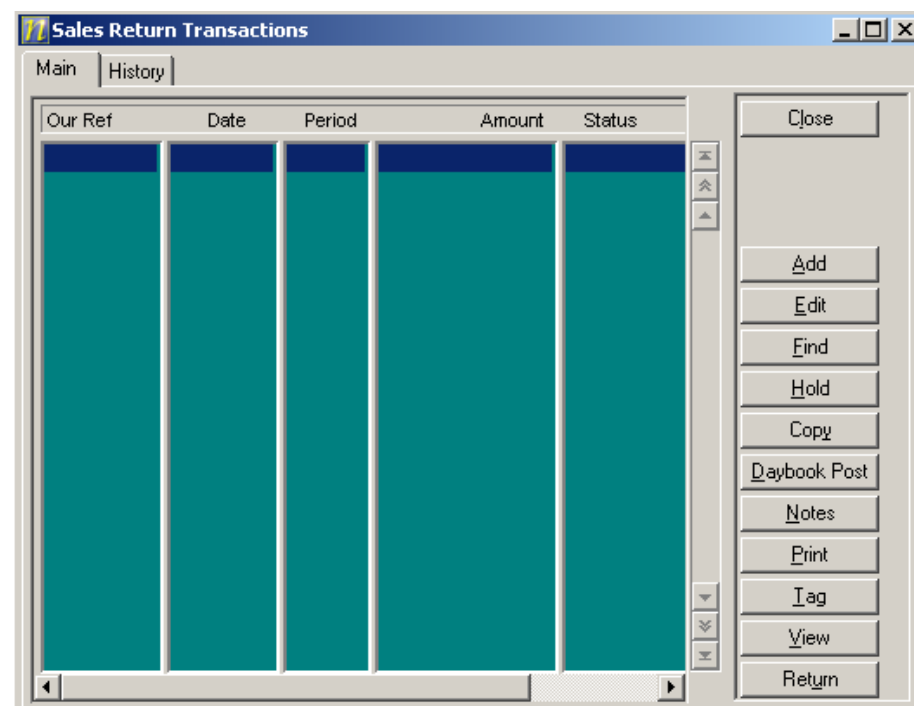 Sales Return Transactions
Main History
Our Ref Date Period Amount Status
Close
Add
Edit
Find
Hold
Copy
Daybook Post
Notes
Print
Tag
View
Return